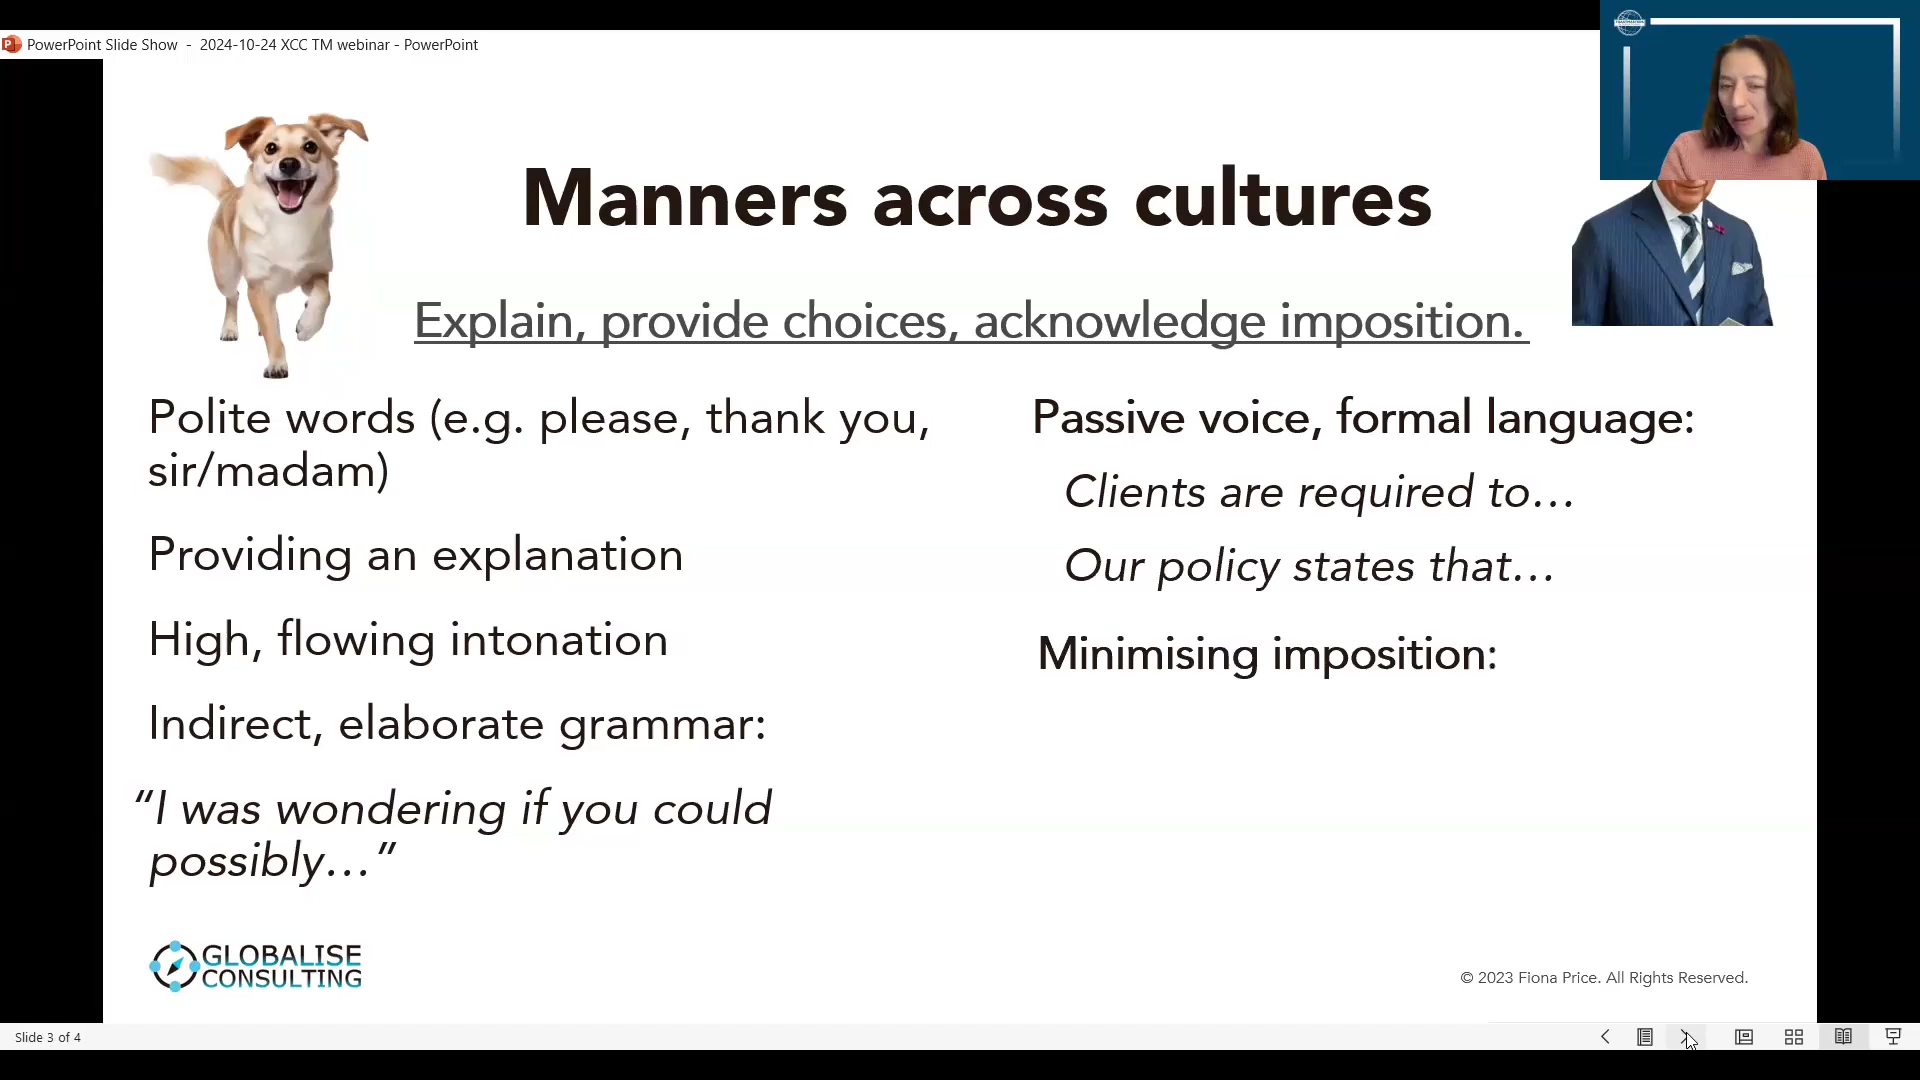 PowerPoint Slide Show - 2024-10-24 XCC TM webinar - PowerPoint
Manners across cultures
Explain, provide choices, acknowledge imposition.
Polite words (e.g. please, thank you,
sir/madam)
Providing an explanation
High, flowing intonation
Indirect, elaborate grammar:
“I was wondering if you could
possibly…”
Passive voice, formal language:
Clients are required to…
Our policy states that…
Minimising imposition:
GLOBALISE
CONSULTING
© 2023 Fiona Price. All Rights Reserved.
Slide 3 of 4